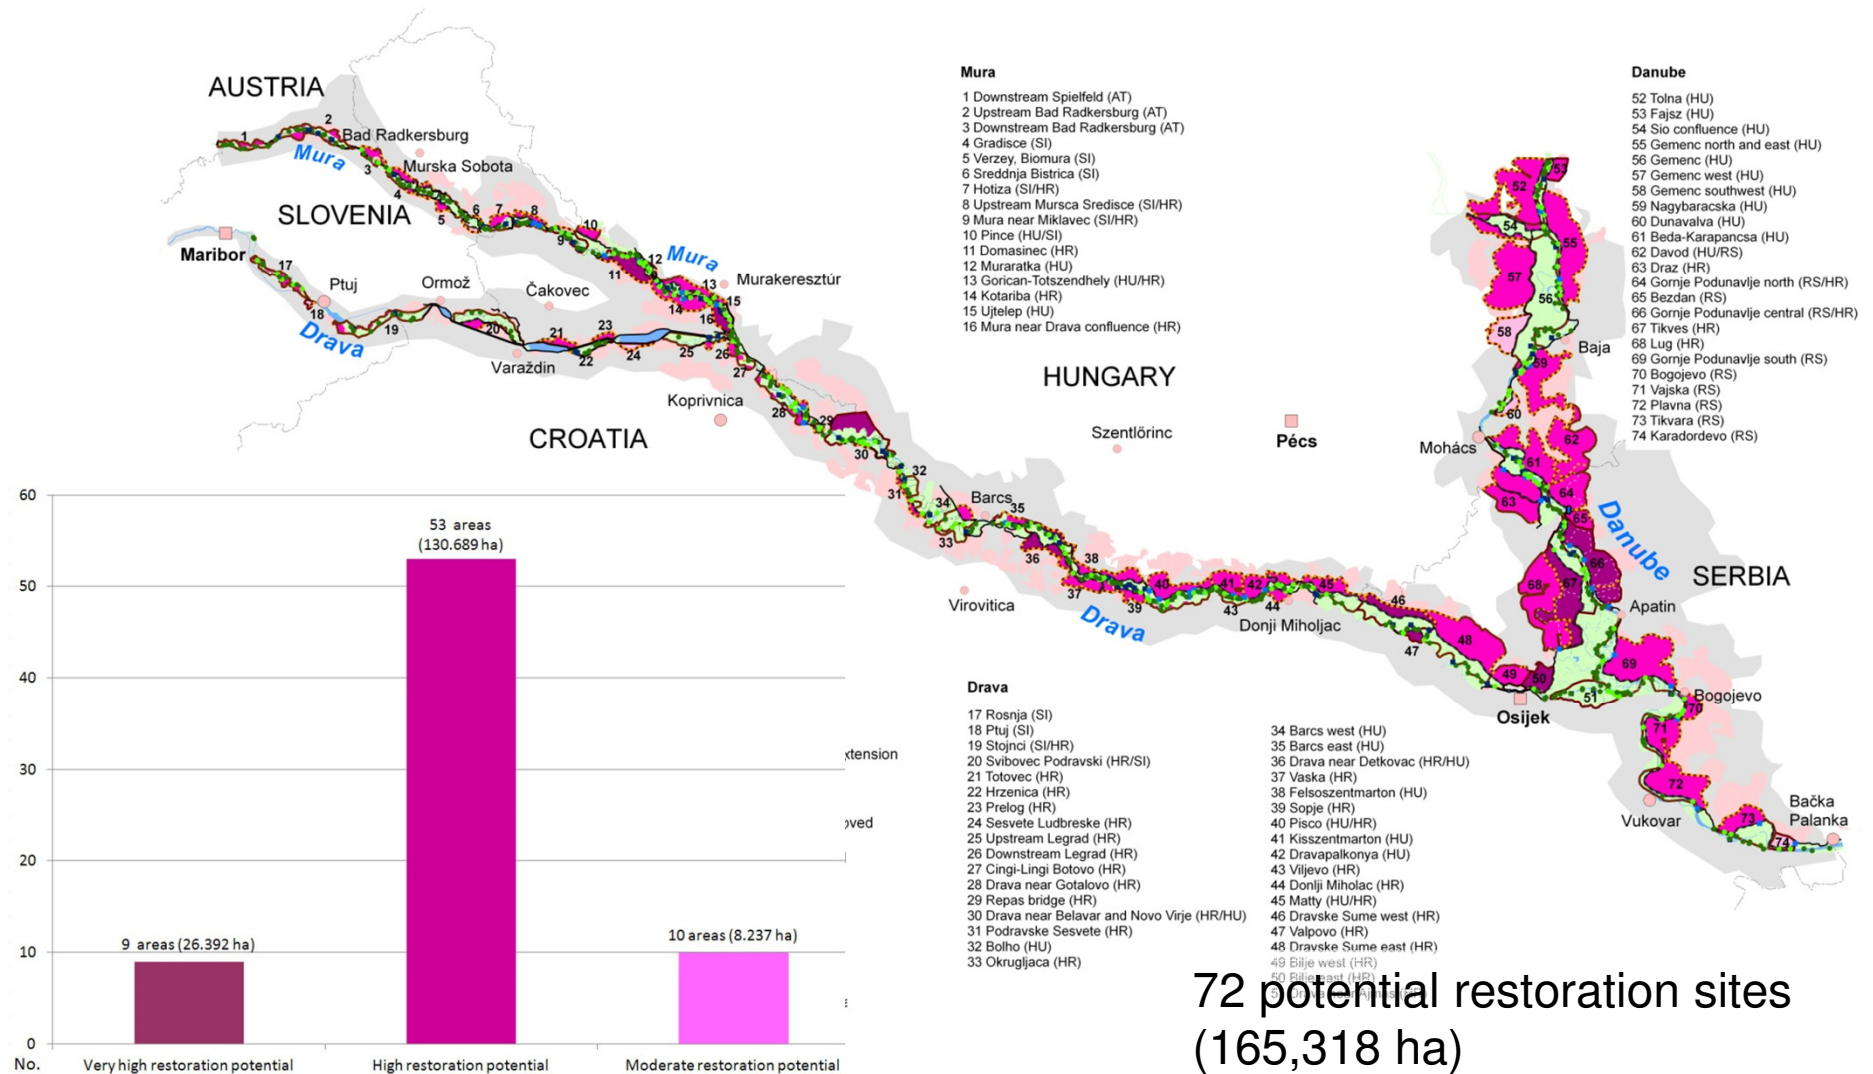 AUSTRIA
SLOVENIA
CROATIA
HUNGARY
SERBIA
Mura
Mura
Drava
Drava
Danube
Bad Radkersburg
Murska Sobota
Maribor
Ptuj
Ormož
Čakovec
Varaždin
Murakeresztúr
Koprivnica
Barcs
Virovitica
Szentlőrinc
Pécs
Donji Miholjac
Osijek
Baja
Mohács
Apatin
Bogojevo
Vukovar
Bačka
Palanka
Mura
1 Downstream Spielfeld (AT)
2 Upstream Bad Radkersburg (AT)
3 Downstream Bad Radkersburg (AT)
4 Gradisce (SI)
5 Verzey, Biomura (SI)
6 Sreddnja Bistrica (SI)
7 Hotiza (SI/HR)
8 Upstream Mursca Sredisce (SI/HR)
9 Mura near Miklavec (SI/HR)
10 Pince (HU/SI)
11 Domasinec (HR)
12 Muraratka (HU)
13 Gorican-Totszendhely (HU/HR)
14 Kotariba (HR)
15 Ujtelep (HU)
16 Mura near Drava confluence (HR)
Danube
52 Tolna (HU)
53 Fajsz (HU)
54 Sio confluence (HU)
55 Gemenc north and east (HU)
56 Gemenc (HU)
57 Gemenc west (HU)
58 Gemenc southwest (HU)
59 Nagybaracska (HU)
60 Dunavalva (HU)
61 Beda-Karapancsa (HU)
62 Davod (HU/RS)
63 Draz (HR)
64 Gornje Podunavlje north (RS/HR)
65 Bezdan (RS)
66 Gornje Podunavlje central (RS/HR)
67 Tikves (HR)
68 Lug (HR)
69 Gornje Podunavlje south (RS)
70 Bogojevo (RS)
71 Vajska (RS)
72 Plavna (RS)
73 Tikvara (RS)
74 Karadordevo (RS)
Drava
17 Rosnja (SI)
18 Ptuj (SI)
19 Stojnci (SI/HR)
20 Svibovec Podravski (HR/SI)
21 Totovec (HR)
22 Hrzenica (HR)
23 Prelog (HR)
24 Sesvete Ludbreske (HR)
25 Upstream Legrad (HR)
26 Downstream Legrad (HR)
27 Cingi-Lingi Botovo (HR)
28 Drava near Gotalovo (HR)
29 Repas bridge (HR)
30 Drava near Belavar and Novo Virje (HR/HU)
31 Podravske Sesvete (HR)
32 Bolho (HU)
33 Okrugljaca (HR)
34 Barcs west (HU)
35 Barcs east (HU)
36 Drava near Detkovac (HR/HU)
37 Vaska (HR)
38 Felsoszentmarton (HU)
39 Sopje (HR)
40 Pisco (HU/HR)
41 Kisszentmarton (HU)
42 Dravapalkonya (HU)
43 Viljevo (HR)
44 Donlji Miholac (HR)
45 Matty (HU/HR)
46 Dravske Sume west (HR)
47 Valpovo (HR)
48 Dravske Sume east (HR)
49 Bilje west (HR)
50 Bilje east (HR)
72 potential restoration sites
(165,318 ha)
60
50
40
30
20
10
0
No.
53 areas
(130.689 ha)
9 areas (26.392 ha)
10 areas (8.237 ha)
Very high restoration potential
High restoration potential
Moderate restoration potential
xtension